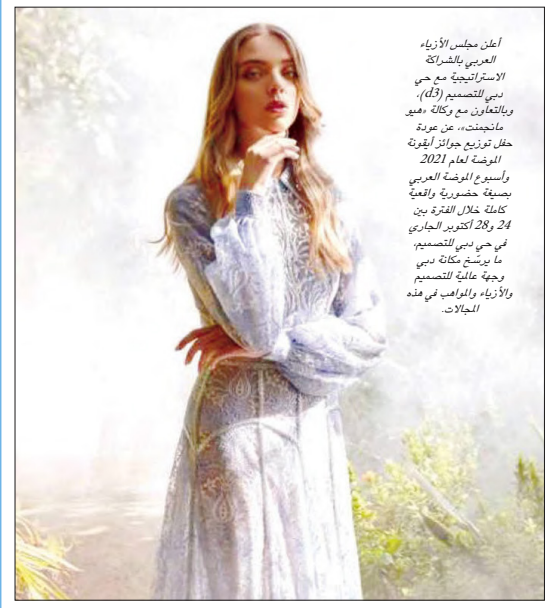 أعلن مجلس الأزياء
العربي بالشراكة
الاستراتيجية مع حي
دبي للتصميم (d3)،
وبالتعاون مع وكالة «هيو
مانجمنت»، عن عودة
حفل توزيع جوائز أيقونة
الموضة لعام 2021
وأسبوع الموضة العربي
بصيغة حضورية واقعية
كاملة خلال الفترة بين
24 و28 أكتوبر الجاري
في حي دبي للتصميم،
ما يرسّخ مكانة دبي
وجهة عالمية للتصميم
والأزياء والمواهب في هذه
المجالات.